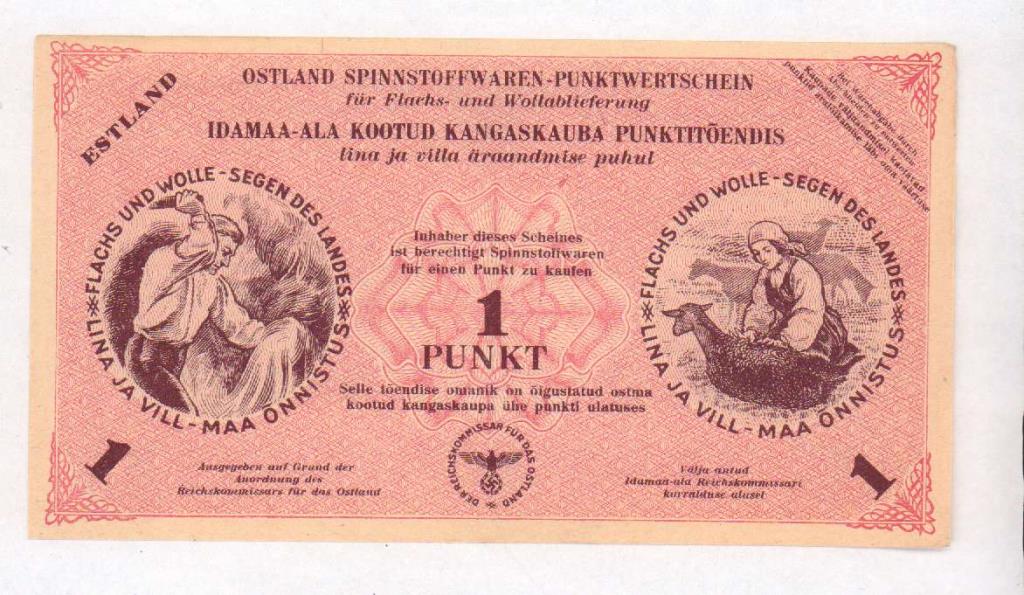 ESTLAND
OSTLAND SPINNSTOFFWAREN-PUNKTWERTSCHEIN
für Flachs- und Wollablieferung
IDAMAA-ALA KOOTUD KANGASKAUBA PUNKTITÕENDIS
lina ja villa äraandmise puhul
FLACHS UND WOLLE - SEGEN DES LANDES
LINA JA VILL - MAA ÕNNISTUS
Inhaber dieses Scheines
ist berechtigt Spinnstoffwaren
für einen Punkt zu kaufen
1
PUNKT
Selle tõendise omanik on õigustatud ostma
kootud kangaskaupa ühe punkti ulatuses
FLACHS UND WOLLE - SEGEN DES LANDES
LINA JA VILL - MAA ÕNNISTUS
1
Ausgegeben auf Grund der
Anordnung des
Reichskommissars für das Ostland
DER REICHSKOMMISSAR FÜR DAS OSTLAND
Välja antud
Idamaa-ala Reichskommissari
korralduse alusel
1